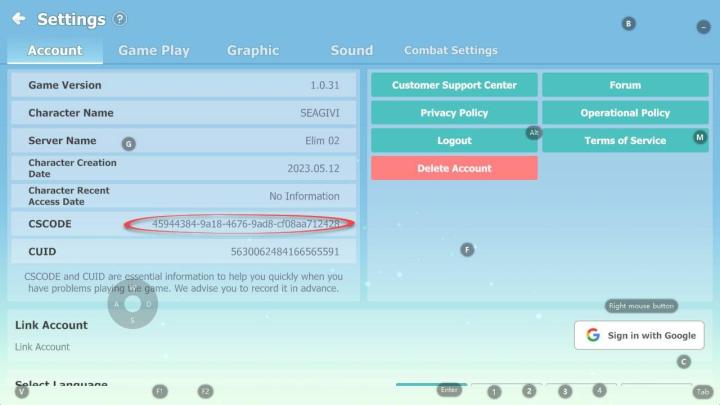 Settings ?
B
–
Account Game Play Graphic Sound Combat Settings
Game Version 1.0.31
Character Name SEAGIVI
Server Name Elim 02
G
Character Creation
Date
2023.05.12
Character Recent
Access Date
No Information
CSCODE 45944384-9a18-4676-9ad8-cf08aa712428
CUID 5630062484166565591
CSCODE and CUID are essential information to help you quickly when you
have problems playing the game. We advise you to record it in advance.
Customer Support Center Forum
Privacy Policy Operational Policy
Logout Alt Terms of Service M
Delete Account
F
A D
S
Right mouse button
Link Account
Link Account
Sign in with Google
C
Select Language
V F1 F2 Enter 1 2 3 4 Tab